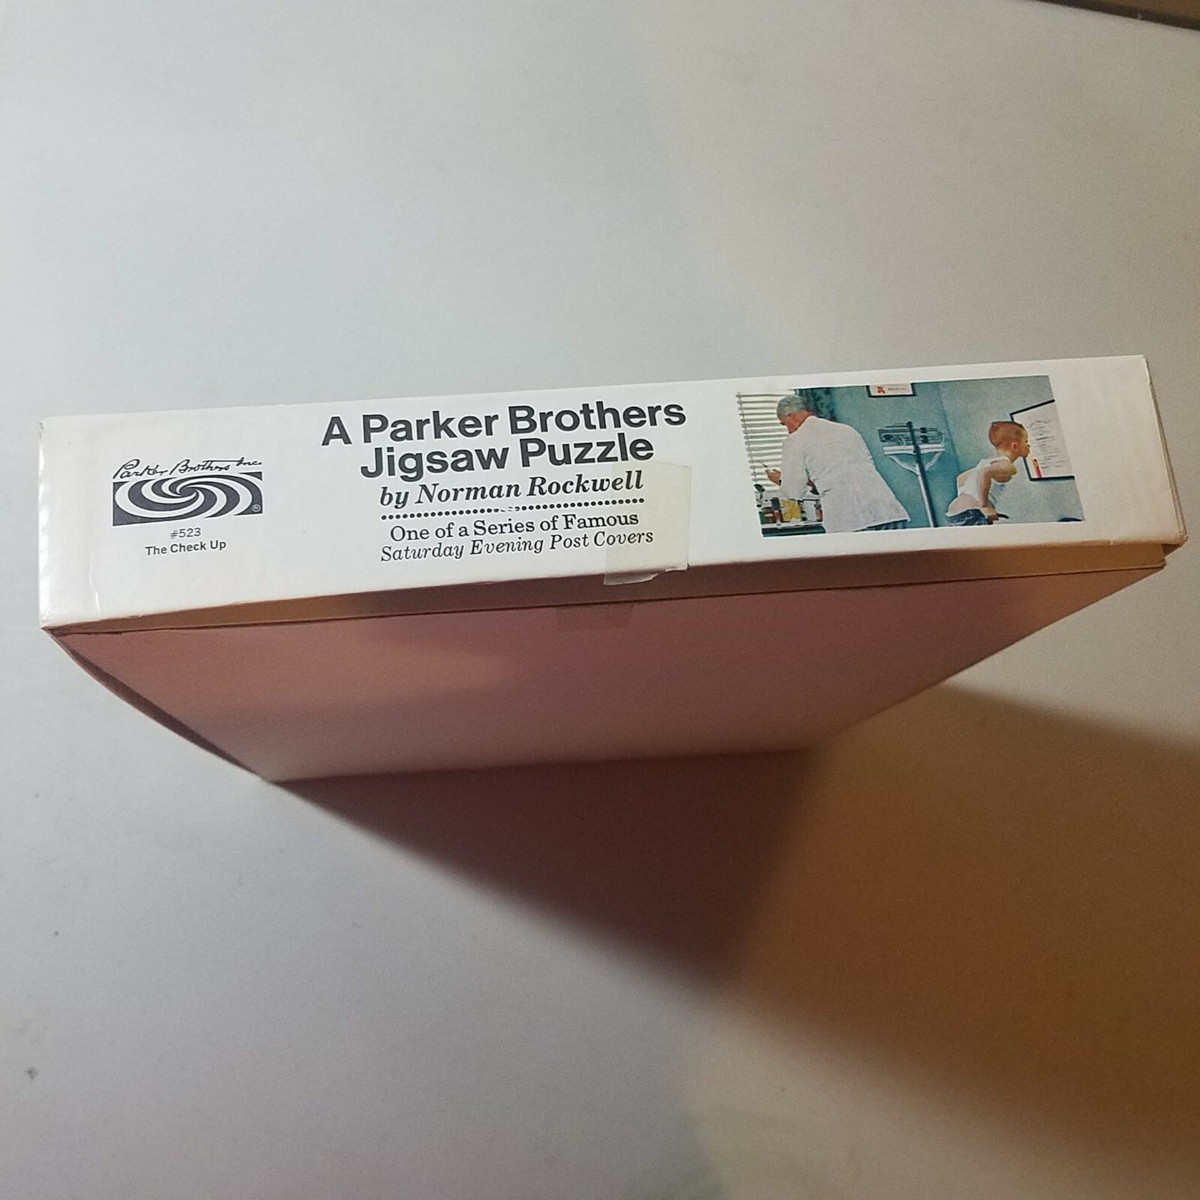 Parker Brothers Inc.
#523
The Check Up
A Parker Brothers
Jigsaw Puzzle
by Norman Rockwell
One of a Series of Famous
Saturday Evening Post Covers